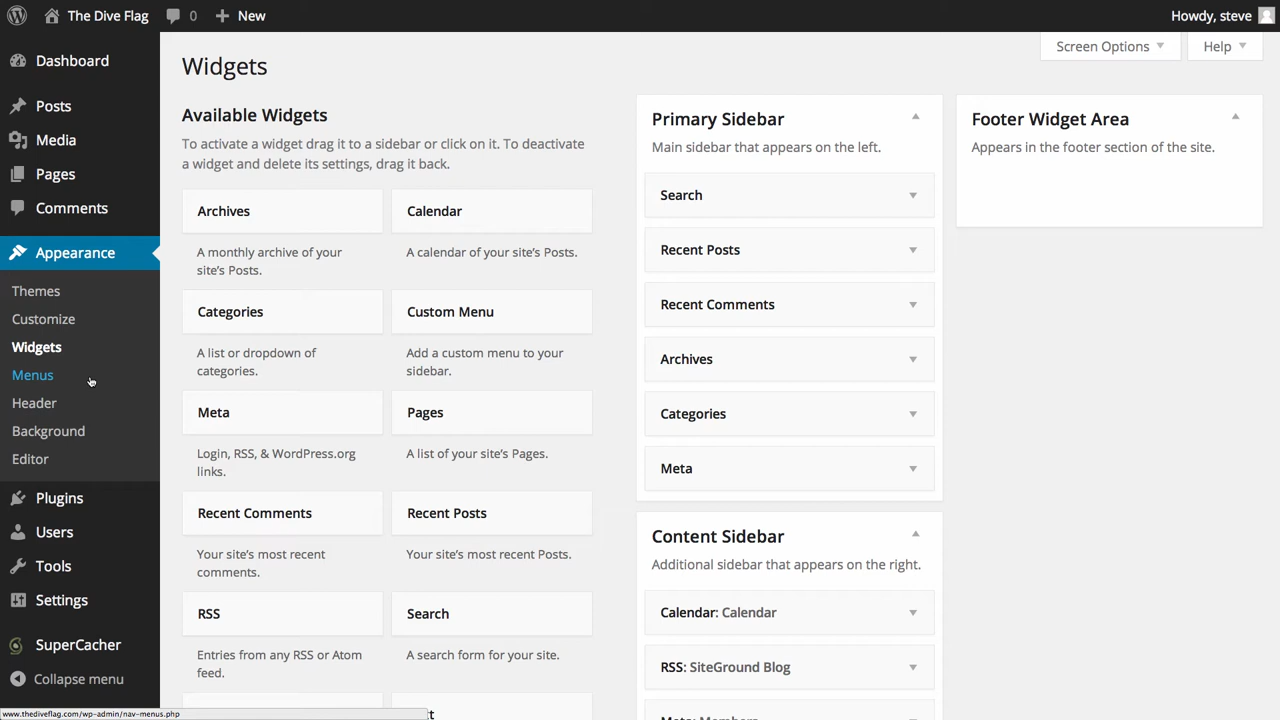 The Dive Flag 0 New Howdy, steve
Dashboard
Posts
Media
Pages
Comments
Appearance
Themes
Customize
Widgets
Menus
Header
Background
Editor
Plugins
Users
Tools
Settings
SuperCacher
Collapse menu
Screen Options
Help
Widgets
Available Widgets
To activate a widget drag it to a sidebar or click on it. To deactivate
a widget and delete its settings, drag it back.
Archives
A monthly archive of your
site's Posts.
Calendar
A calendar of your site's Posts.
Categories
A list or dropdown of
categories.
Custom Menu
Add a custom menu to your
sidebar.
Meta
Login, RSS, & WordPress.org
links.
Pages
A list of your site's Pages.
Recent Comments
Your site's most recent
comments.
Recent Posts
Your site's most recent Posts.
RSS
Entries from any RSS or Atom
feed.
Search
A search form for your site.
Primary Sidebar
Main sidebar that appears on the left.
Search
Recent Posts
Recent Comments
Archives
Categories
Meta
Content Sidebar
Additional sidebar that appears on the right.
Calendar: Calendar
RSS: SiteGround Blog
Meta: Members
Footer Widget Area
Appears in the footer section of the site.
www.thediveflag.com/wp-admin/nav-menus.php